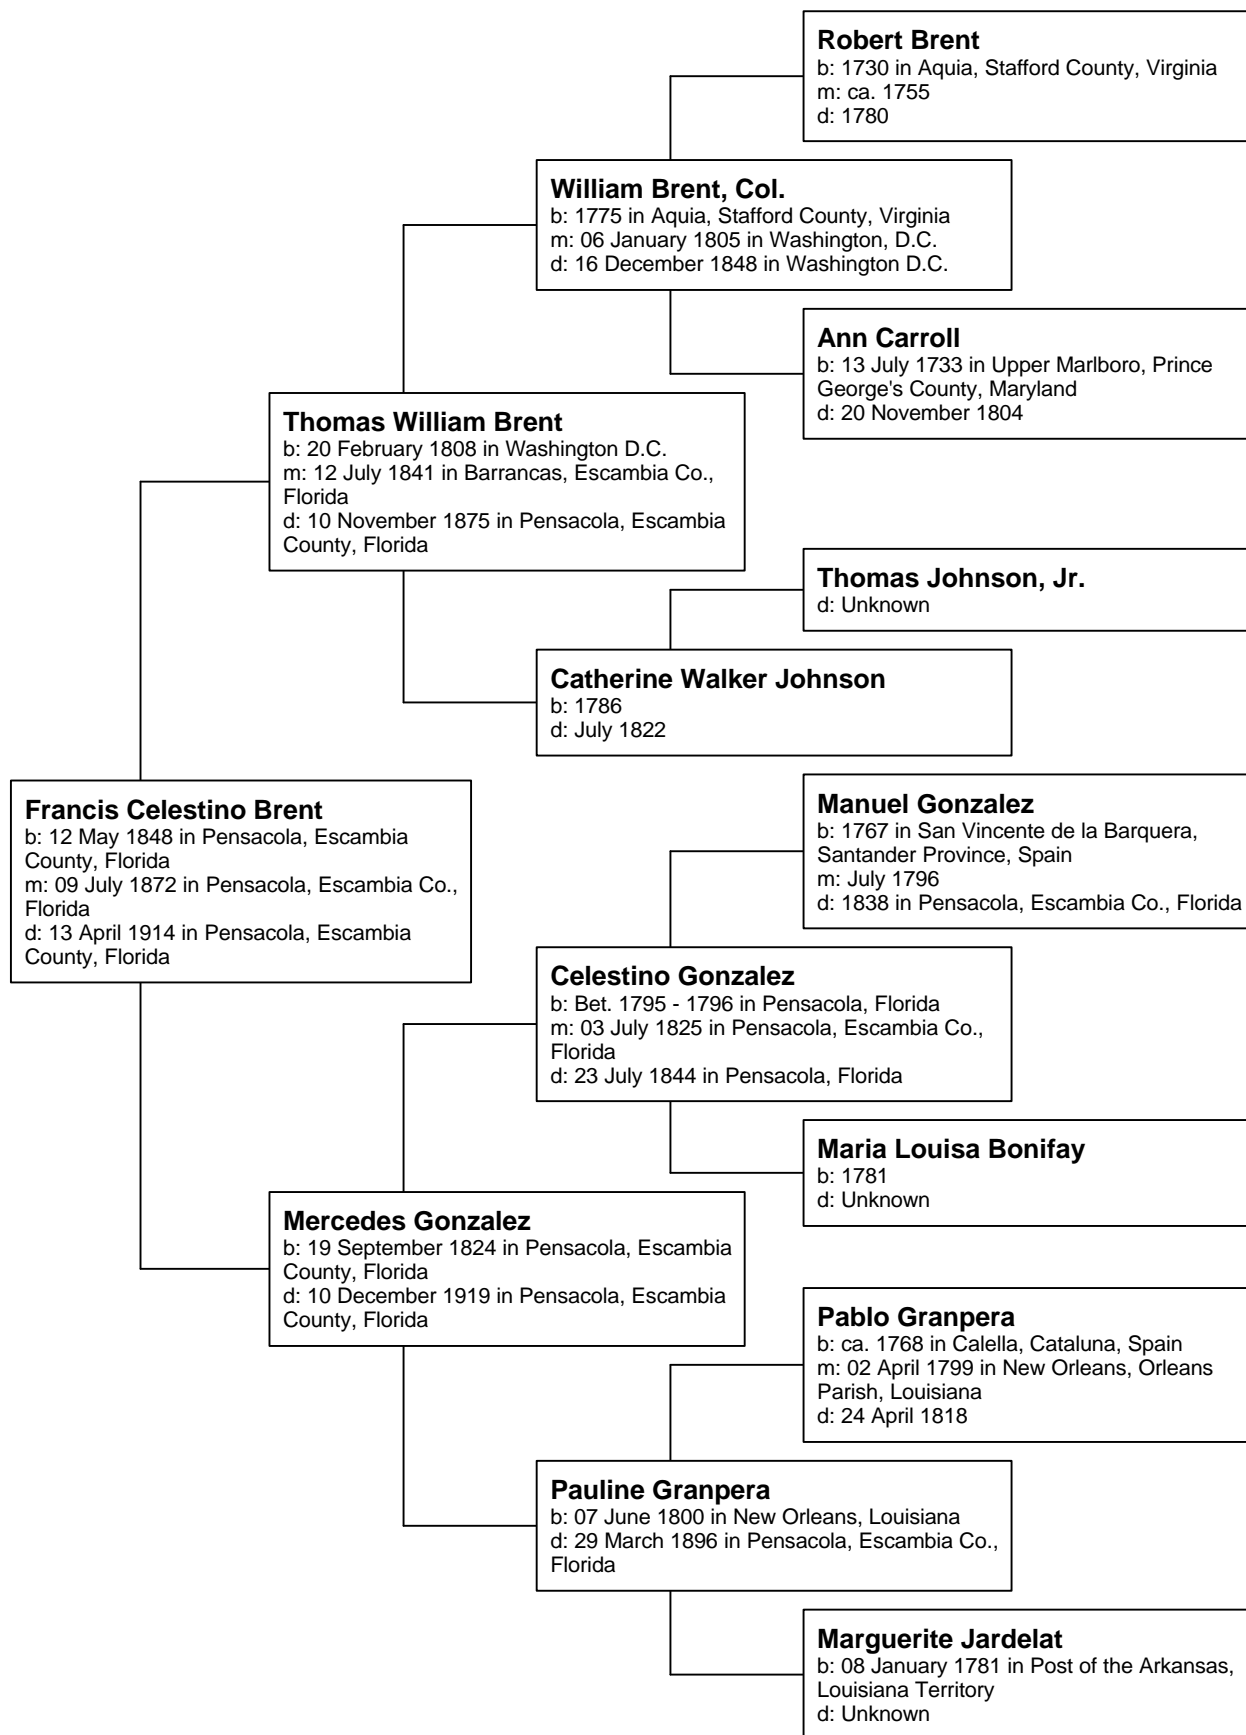 Robert Brent
b: 1730 in Aquia, Stafford County, Virginia
m: ca. 1755
d: 1780
William Brent, Col.
b: 1775 in Aquia, Stafford County, Virginia
m: 06 January 1805 in Washington, D.C.
d: 16 December 1848 in Washington D.C.
Ann Carroll
b: 13 July 1733 in Upper Marlboro, Prince
George's County, Maryland
d: 20 November 1804
Thomas William Brent
b: 20 February 1808 in Washington D.C.
m: 12 July 1841 in Barrancas, Escambia Co.,
Florida
d: 10 November 1875 in Pensacola, Escambia
County, Florida
Thomas Johnson, Jr.
d: Unknown
Catherine Walker Johnson
b: 1786
d: July 1822
Francis Celestino Brent
b: 12 May 1848 in Pensacola, Escambia
County, Florida
m: 09 July 1872 in Pensacola, Escambia Co.,
Florida
d: 13 April 1914 in Pensacola, Escambia
County, Florida
Manuel Gonzalez
b: 1767 in San Vincente de la Barquera,
Santander Province, Spain
m: July 1796
d: 1838 in Pensacola, Escambia Co., Florida
Celestino Gonzalez
b: Bet. 1795 - 1796 in Pensacola, Florida
m: 03 July 1825 in Pensacola, Escambia Co.,
Florida
d: 23 July 1844 in Pensacola, Florida
Maria Louisa Bonifay
b: 1781
d: Unknown
Mercedes Gonzalez
b: 19 September 1824 in Pensacola, Escambia
County, Florida
d: 10 December 1919 in Pensacola, Escambia
County, Florida
Pablo Granpera
b: ca. 1768 in Calella, Cataluna, Spain
m: 02 April 1799 in New Orleans, Orleans
Parish, Louisiana
d: 24 April 1818
Pauline Granpera
b: 07 June 1800 in New Orleans, Louisiana
d: 29 March 1896 in Pensacola, Escambia Co.,
Florida
Marguerite Jardelat
b: 08 January 1781 in Post of the Arkansas,
Louisiana Territory
d: Unknown